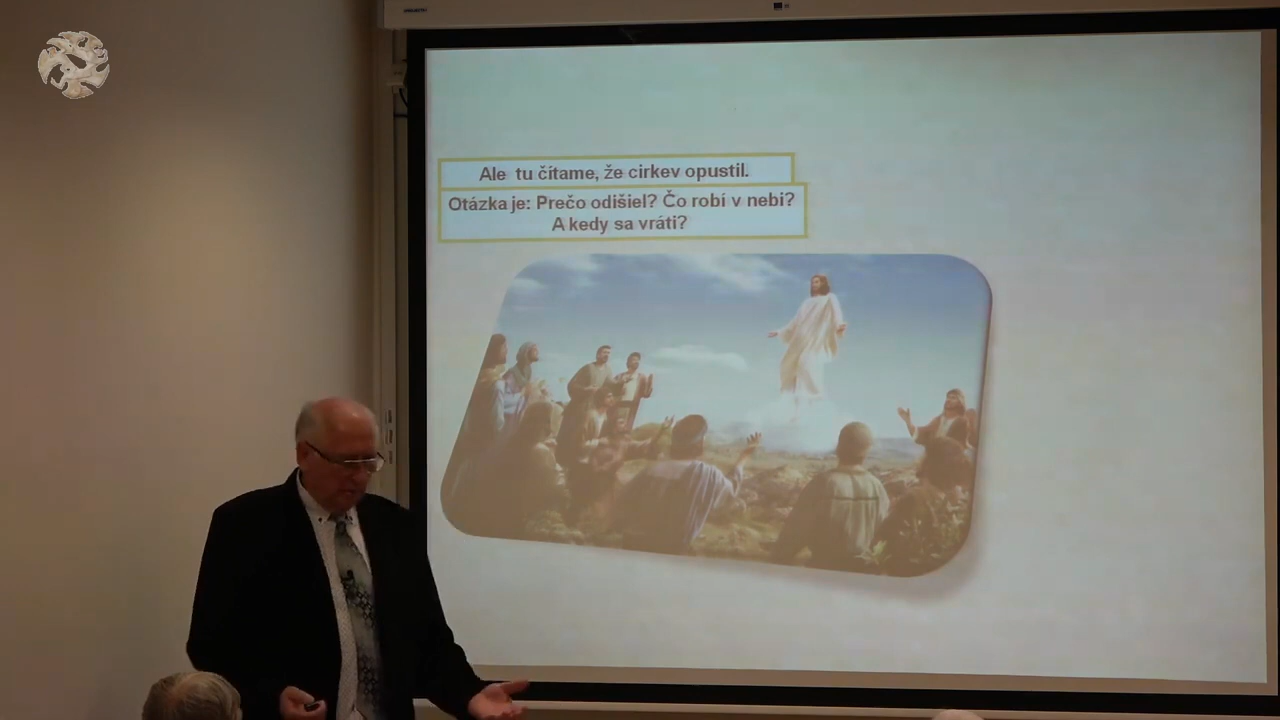 Ale tu čítame, že cirkev opustil.
Otázka je: Prečo odišiel? Čo robí v nebi?
A kedy sa vráti?